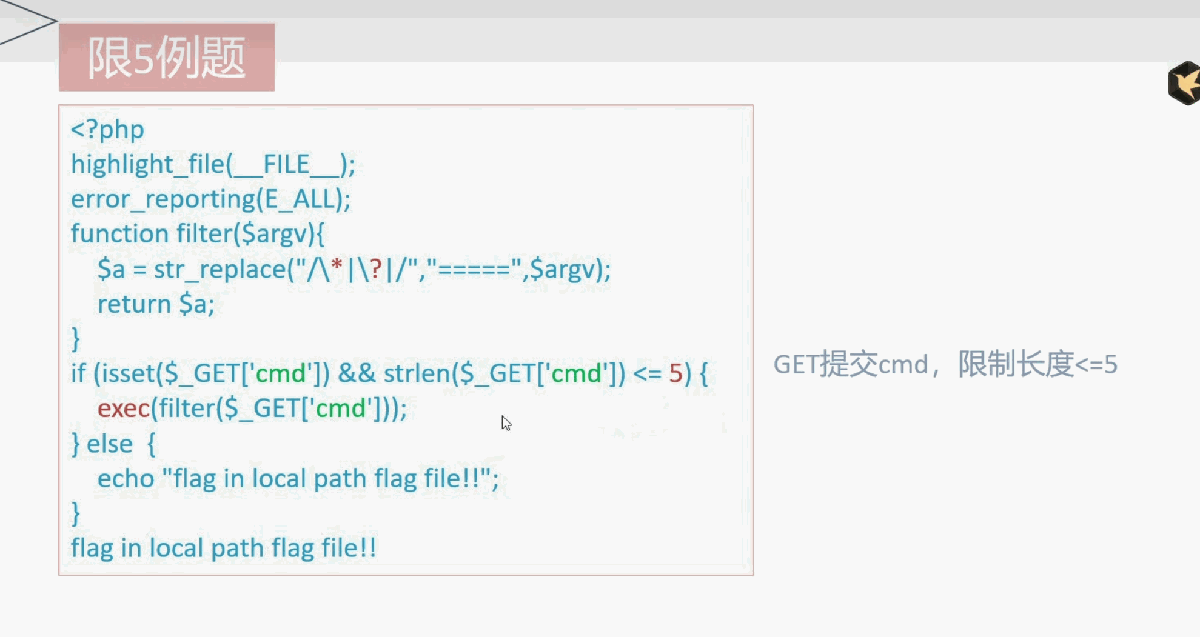 限5例题
<?php
highlight_file(__FILE__);
error_reporting(E_ALL);
function filter($argv){
    $a = str_replace("/\*|\?|/","=====",$argv);
    return $a;
}
if (isset($_GET['cmd']) && strlen($_GET['cmd']) <= 5) {
    exec(filter($_GET['cmd']));
} else  {
    echo "flag in local path flag file!!";
}
flag in local path flag file!!
GET提交cmd，限制长度<=5